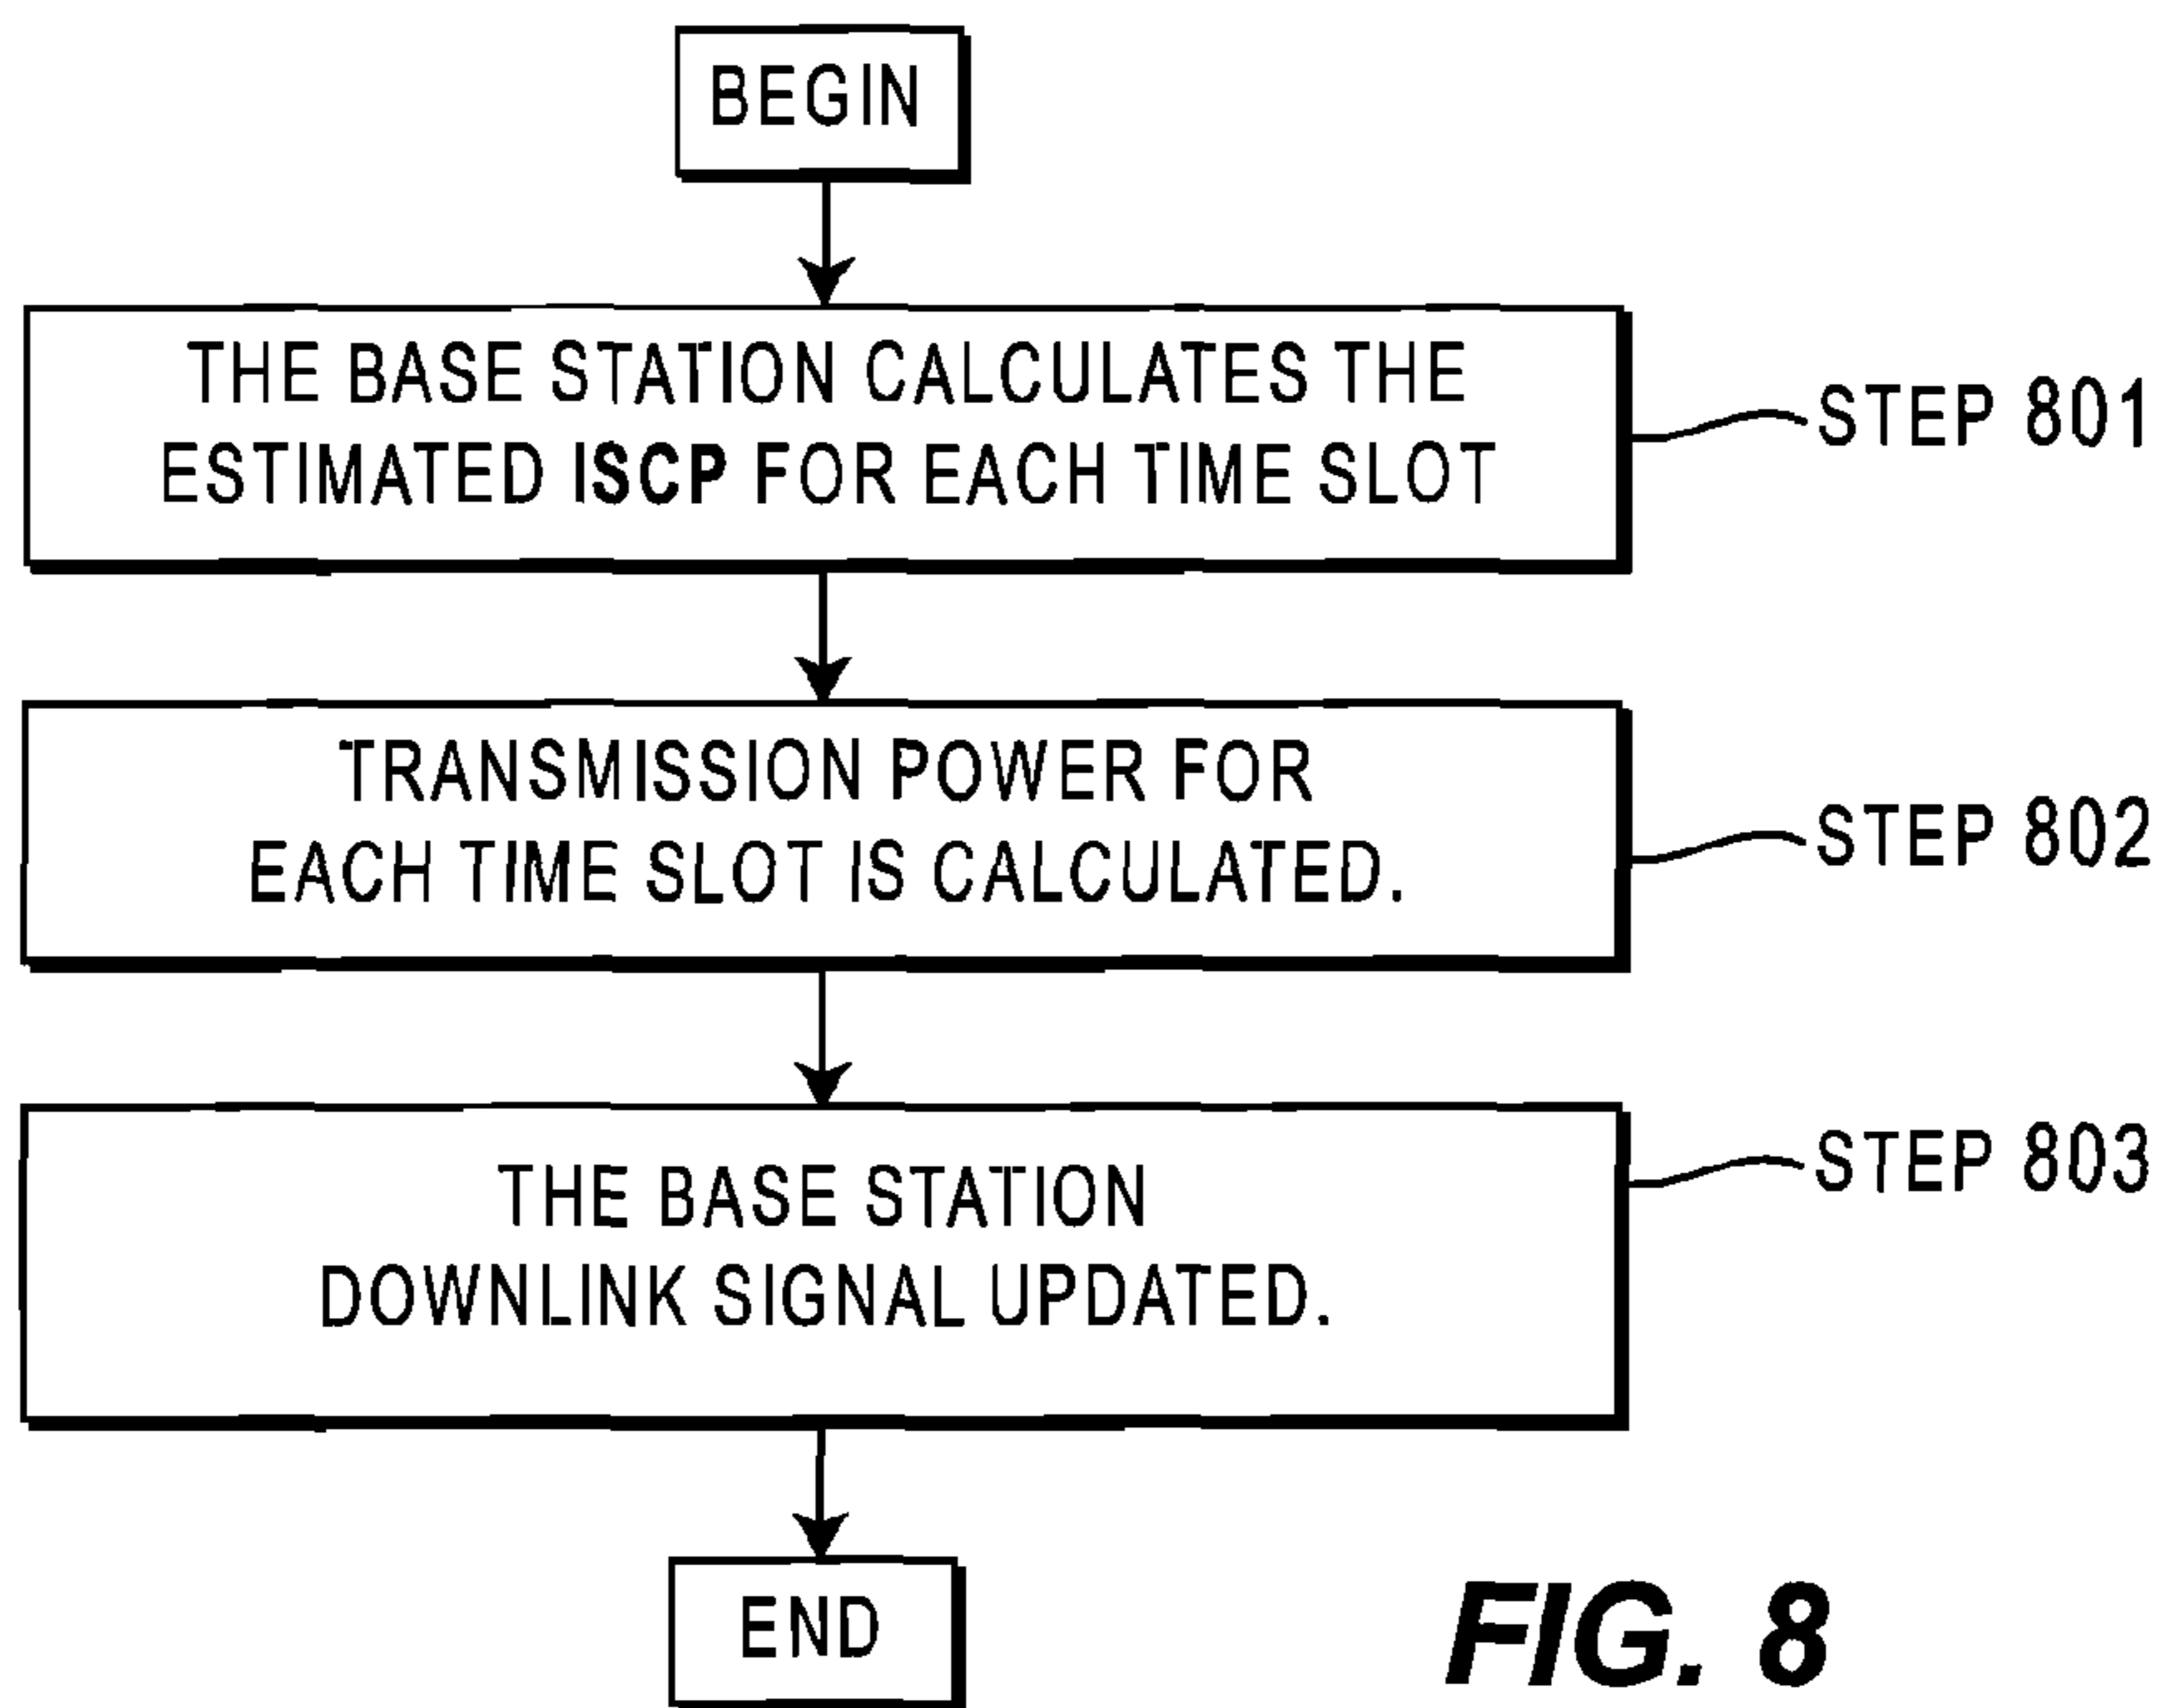 BEGIN
THE BASE STATION CALCULATES THE
ESTIMATED ISCP FOR EACH TIME SLOT
STEP 801
TRANSMISSION POWER FOR
EACH TIME SLOT IS CALCULATED.
STEP 802
THE BASE STATION
DOWNLINK SIGNAL UPDATED.
STEP 803
END
FIG. 8